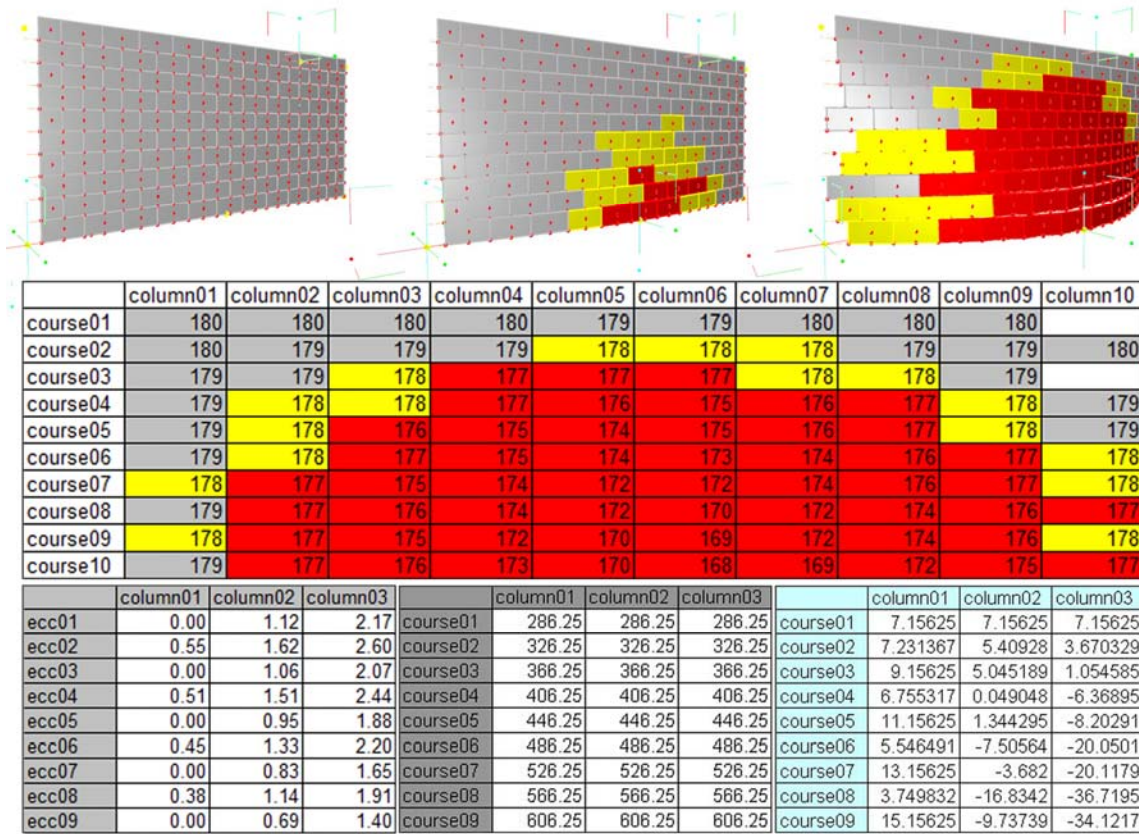 column01 column02 column03 column04 column05 column06 column07 column08 column09 column10
course01 180 180 180 180 179 179 180 180 180
course02 180 179 179 179 178 178 178 179 179 180
course03 179 179 178 177 177 177 178 178 179
course04 179 178 178 177 176 175 176 177 178 179
course05 179 178 176 175 174 175 176 177 178 179
course06 179 178 177 175 174 173 174 176 177 178
course07 178 177 175 174 172 172 174 176 177 178
course08 179 177 176 174 172 170 172 174 176 177
course09 178 177 175 172 170 169 172 174 176 178
course10 179 177 176 173 170 168 169 172 175 177
column01 column02 column03
ecc01 0.00 1.12 2.17
ecc02 0.55 1.62 2.60
ecc03 0.00 1.06 2.07
ecc04 0.51 1.51 2.44
ecc05 0.00 0.95 1.88
ecc06 0.45 1.33 2.20
ecc07 0.00 0.83 1.65
ecc08 0.38 1.14 1.91
ecc09 0.00 0.69 1.40
column01 column02 column03
course01 286.25 286.25 286.25
course02 326.25 326.25 326.25
course03 366.25 366.25 366.25
course04 406.25 406.25 406.25
course05 446.25 446.25 446.25
course06 486.25 486.25 486.25
course07 526.25 526.25 526.25
course08 566.25 566.25 566.25
course09 606.25 606.25 606.25
column01 column02 column03
course01 7.15625 7.15625 7.15625
course02 7.231367 5.40928 3.670329
course03 9.15625 5.045189 1.054585
course04 6.755317 0.049048 -6.36895
course05 11.15625 1.344295 -8.20291
course06 5.546491 -7.50564 -20.0501
course07 13.15625 -3.682 -20.1179
course08 3.749832 -16.8342 -36.7195
course09 15.15625 -9.73739 -34.1217